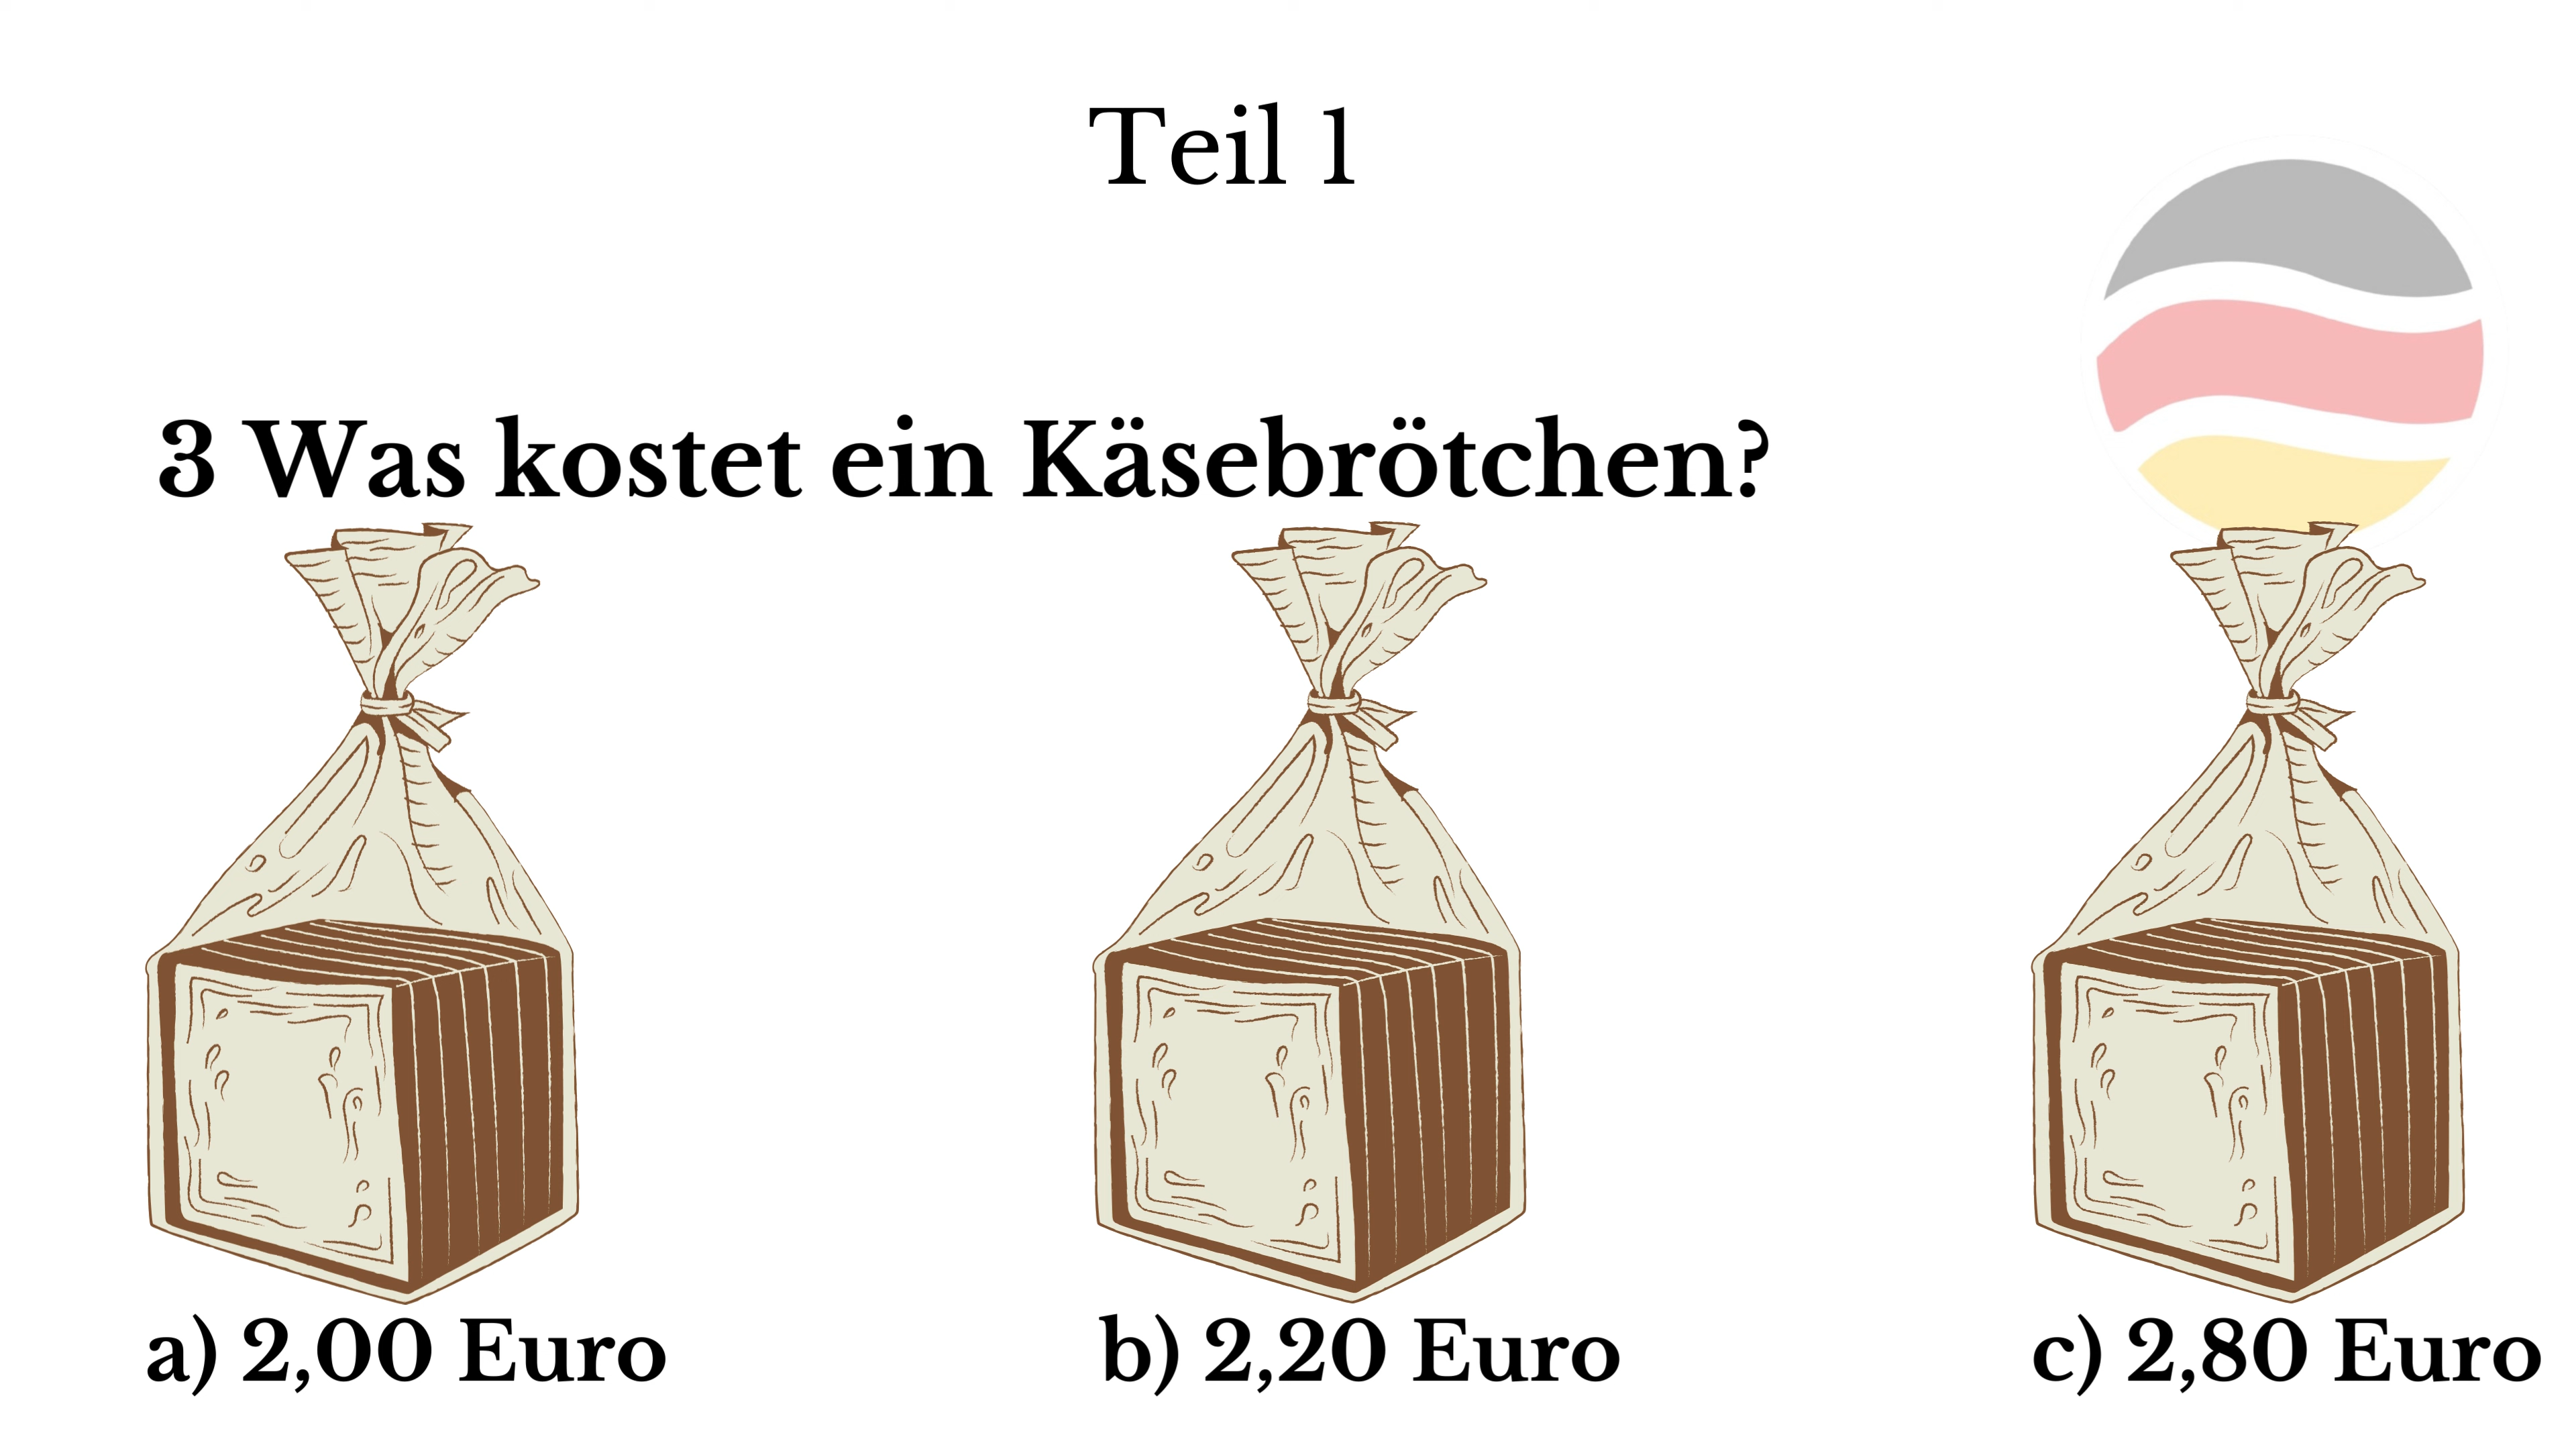 Teil 1
3 Was kostet ein Käsebrötchen?
a) 2,00 Euro
b) 2,20 Euro
c) 2,80 Euro